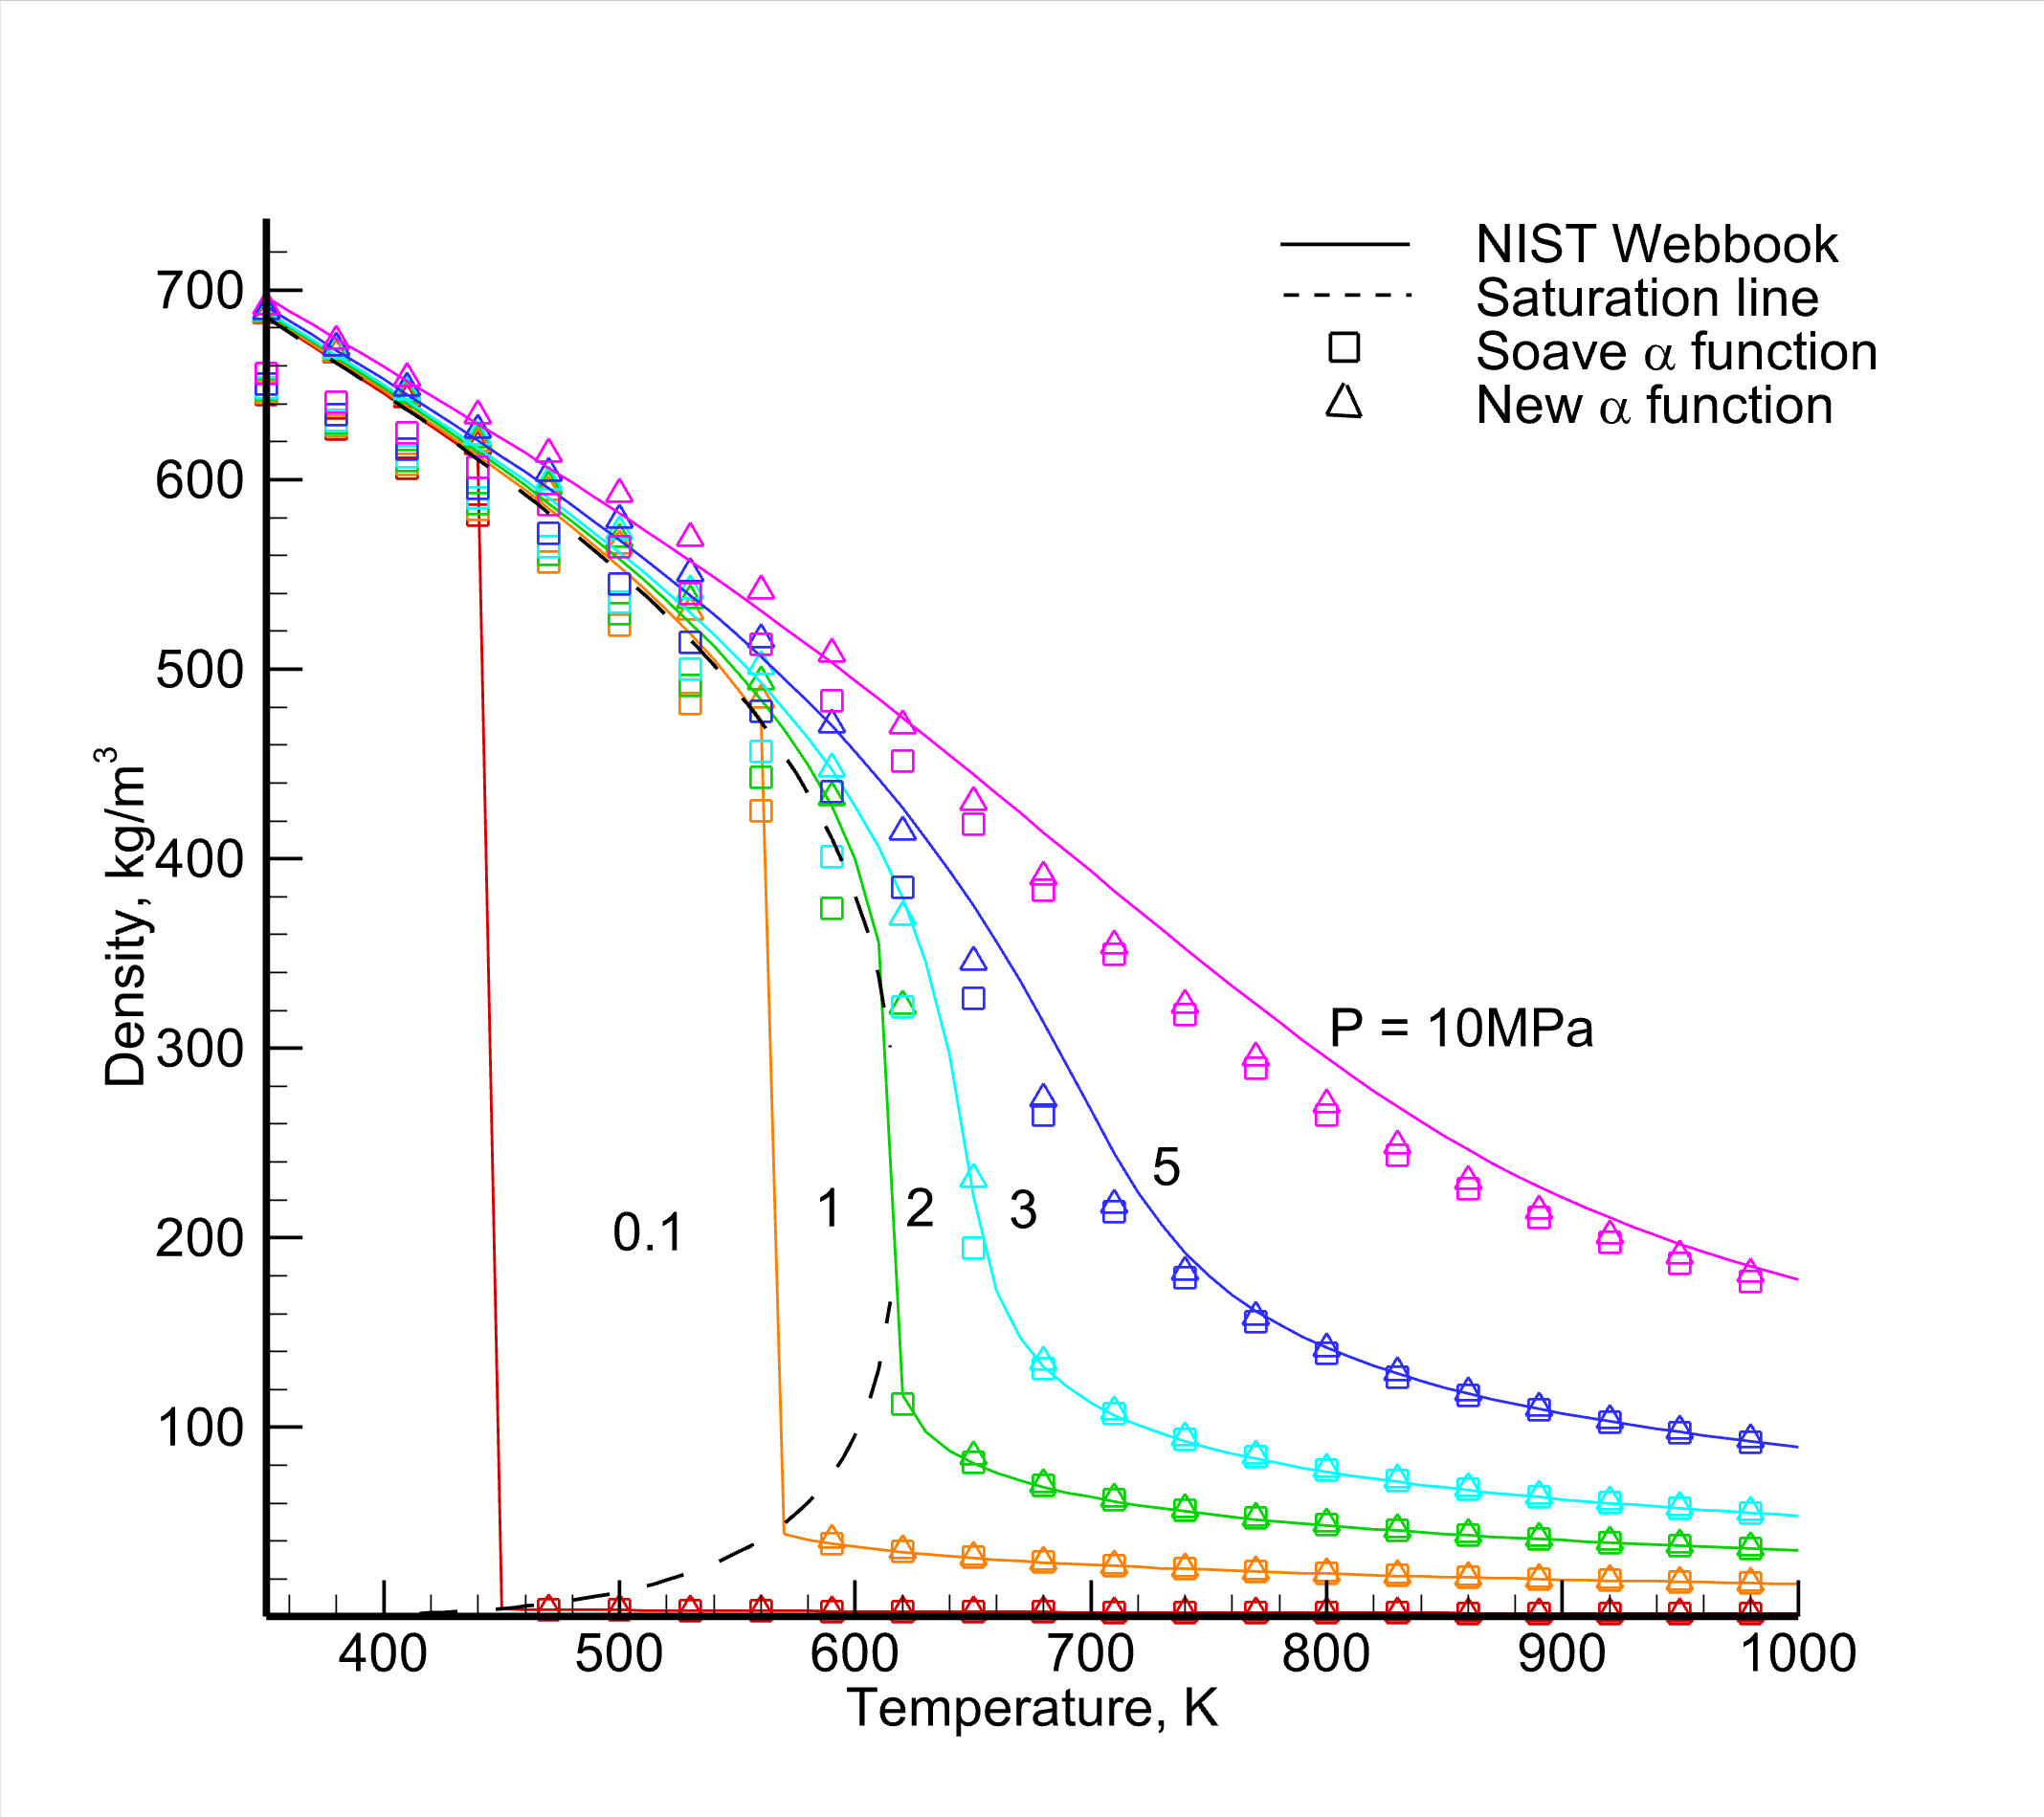 NIST Webbook
Saturation line
Soave α function
New α function
700
600
500
400
300
200
100
Density, kg/m³
P = 10MPa
5
3
2
1
0.1
400 500 600 700 800 900 1000
Temperature, K